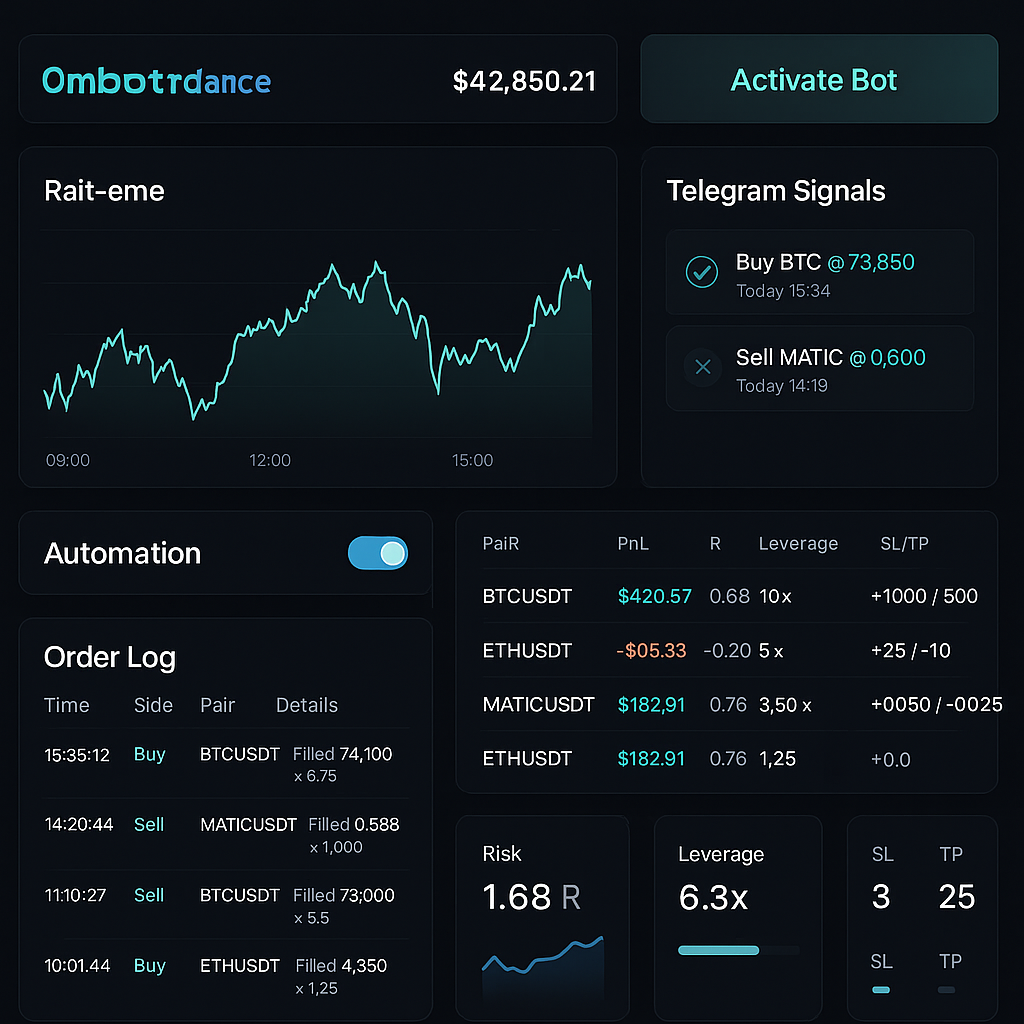 Ombotrdance
$42,850.21
Activate Bot
Rait-eme
09:00 12:00 15:00
Telegram Signals
Buy BTC @ 73,850
Today 15:34
Sell MATIC @ 0,600
Today 14:19
Automation
Order Log
Time Side Pair Details
15:35:12 Buy BTCUSDT Filled 74,100
x 6.75
14:20:44 Sell MATICUSDT Filled 0.588
x 1,000
11:10:27 Sell BTCUSDT Filled 73;000
x 5.5
10:01.44 Buy ETHUSDT Filled 4,350
x 1,25
PaiR PnL R Leverage SL/TP
BTCUSDT $420.57 0.68 10x +1000 / 500
ETHUSDT -$05.33 -0.20 5 x +25 / -10
MATICUSDT $182,91 0.76 3,50 x +0050 / -0025
ETHUSDT $182.91 0.76 1,25 +0.0
Risk
1.68 R
Leverage
6.3x
SL TP
3 25
SL TP